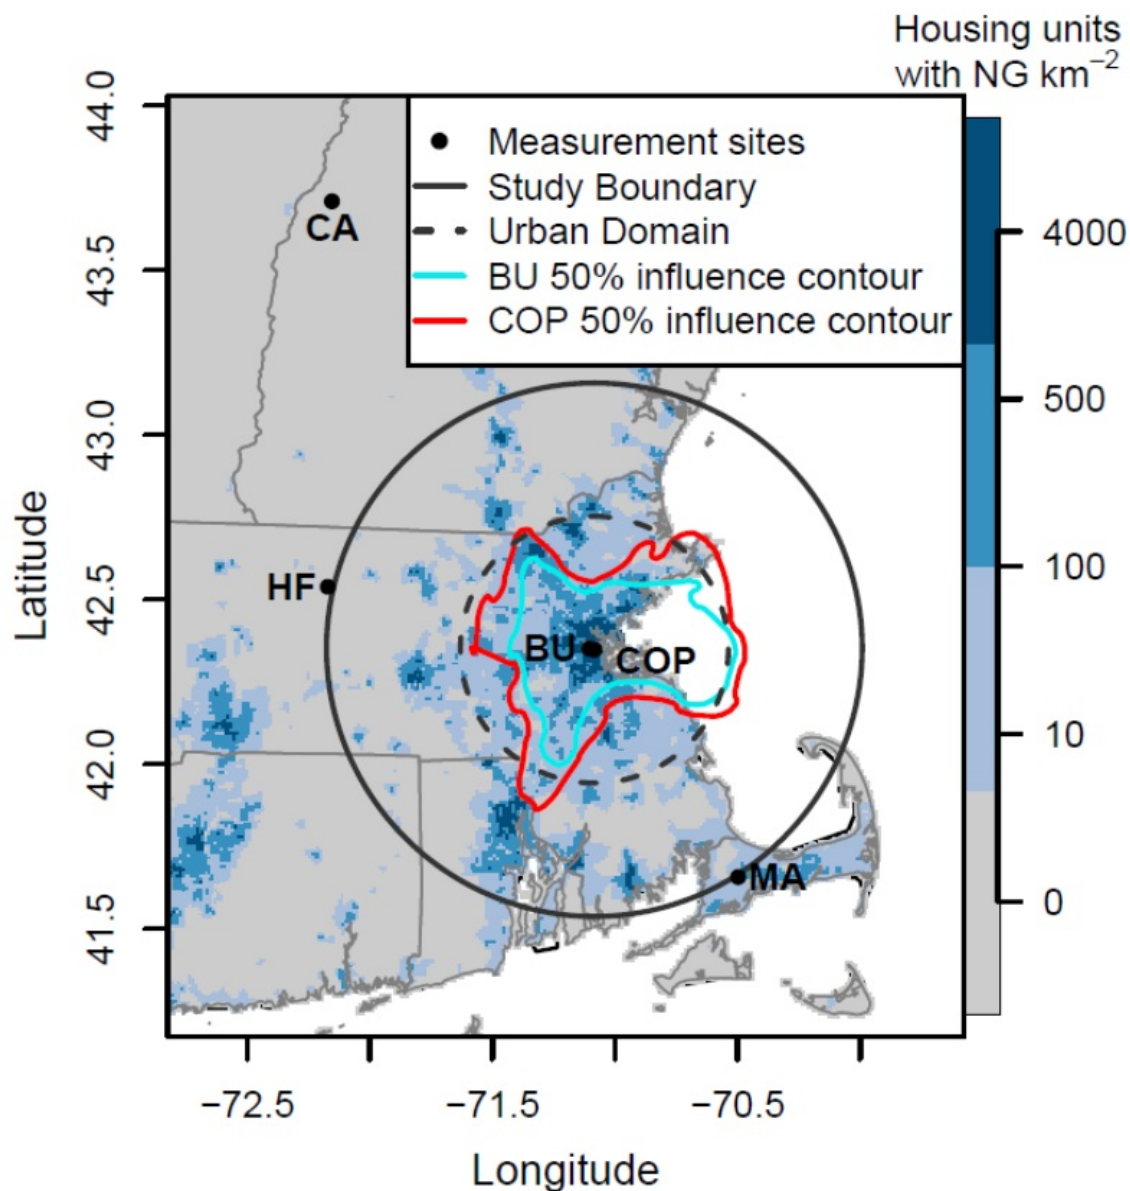 Housing units
with NG km⁻²
Measurement sites
Study Boundary
Urban Domain
BU 50% influence contour
COP 50% influence contour
44.0
43.5
43.0
42.5
42.0
41.5
Latitude
CA
HF
BU
COP
MA
4000
500
100
10
0
−72.5
−71.5
−70.5
Longitude